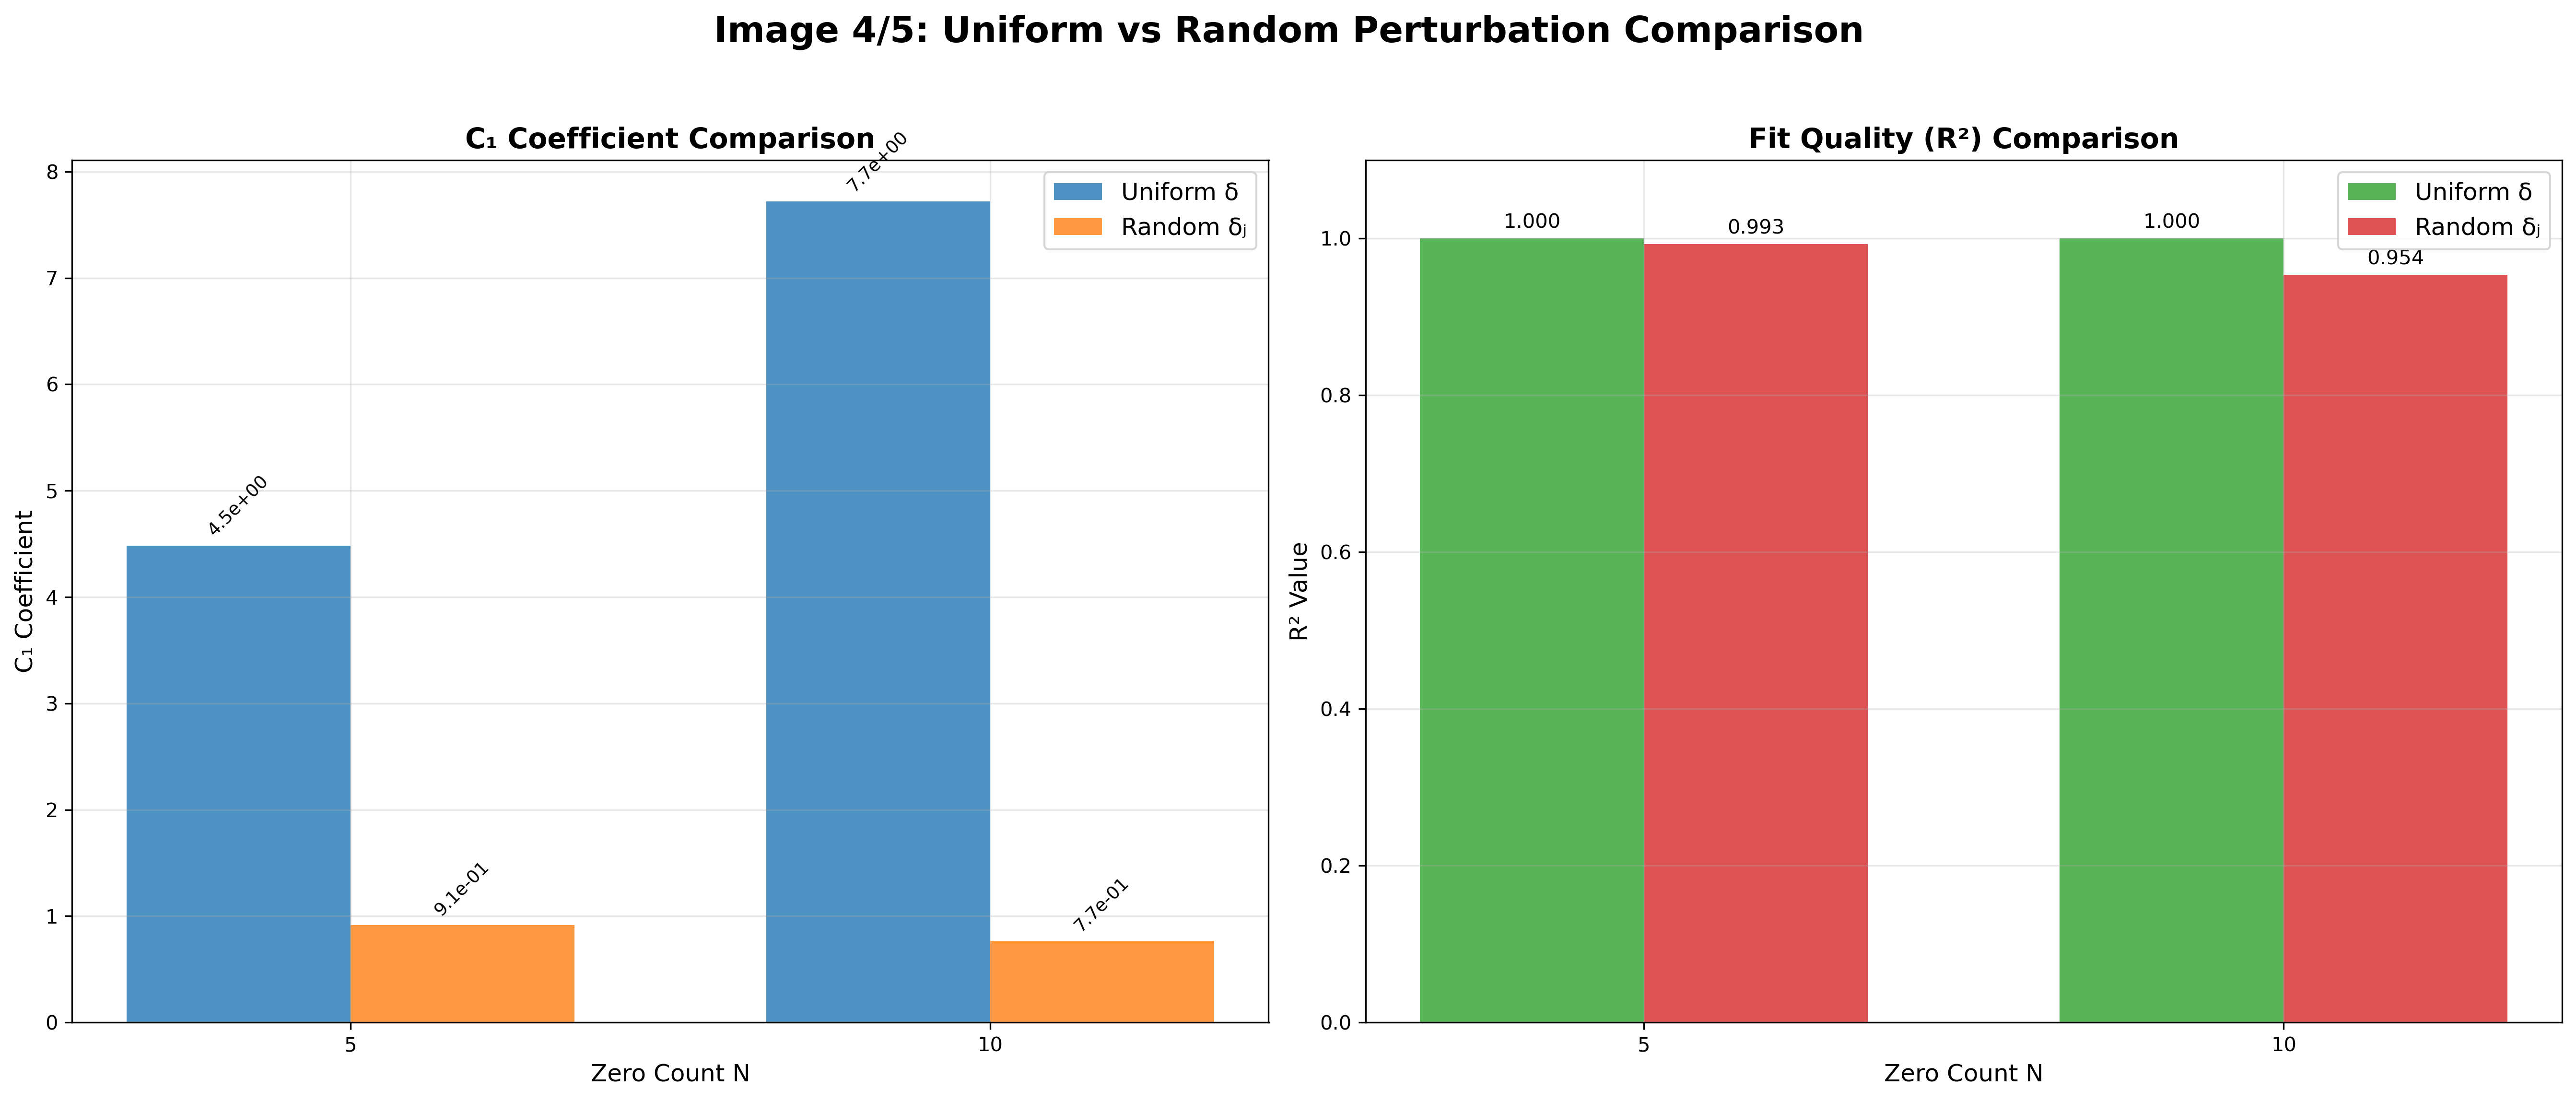 Image 4/5: Uniform vs Random Perturbation Comparison
C₁ Coefficient Comparison
C₁ Coefficient
8
7
6
5
4
3
2
1
0
4.5e+00
9.1e-01
7.7e+00
7.7e-01
Uniform δ
Random δⱼ
5
10
Zero Count N
Fit Quality (R²) Comparison
R² Value
1.0
0.8
0.6
0.4
0.2
0.0
1.000
0.993
1.000
0.954
Uniform δ
Random δⱼ
5
10
Zero Count N